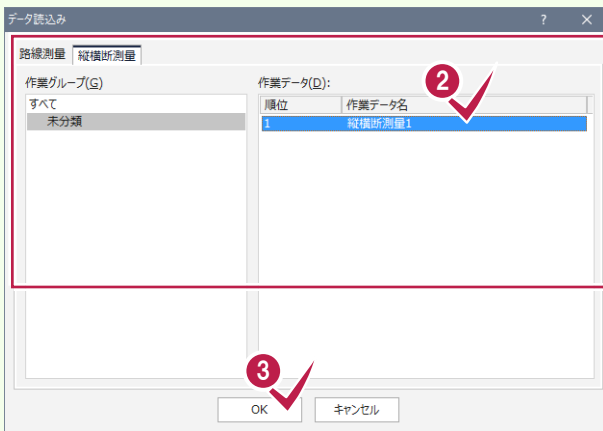 データ読込み ? ×
路線測量 縦横断測量
作業グループ(G) 作業データ(D):
2
すべて
順位 作業データ名
未分類
1 縦横断測量1
3
OK キャンセル